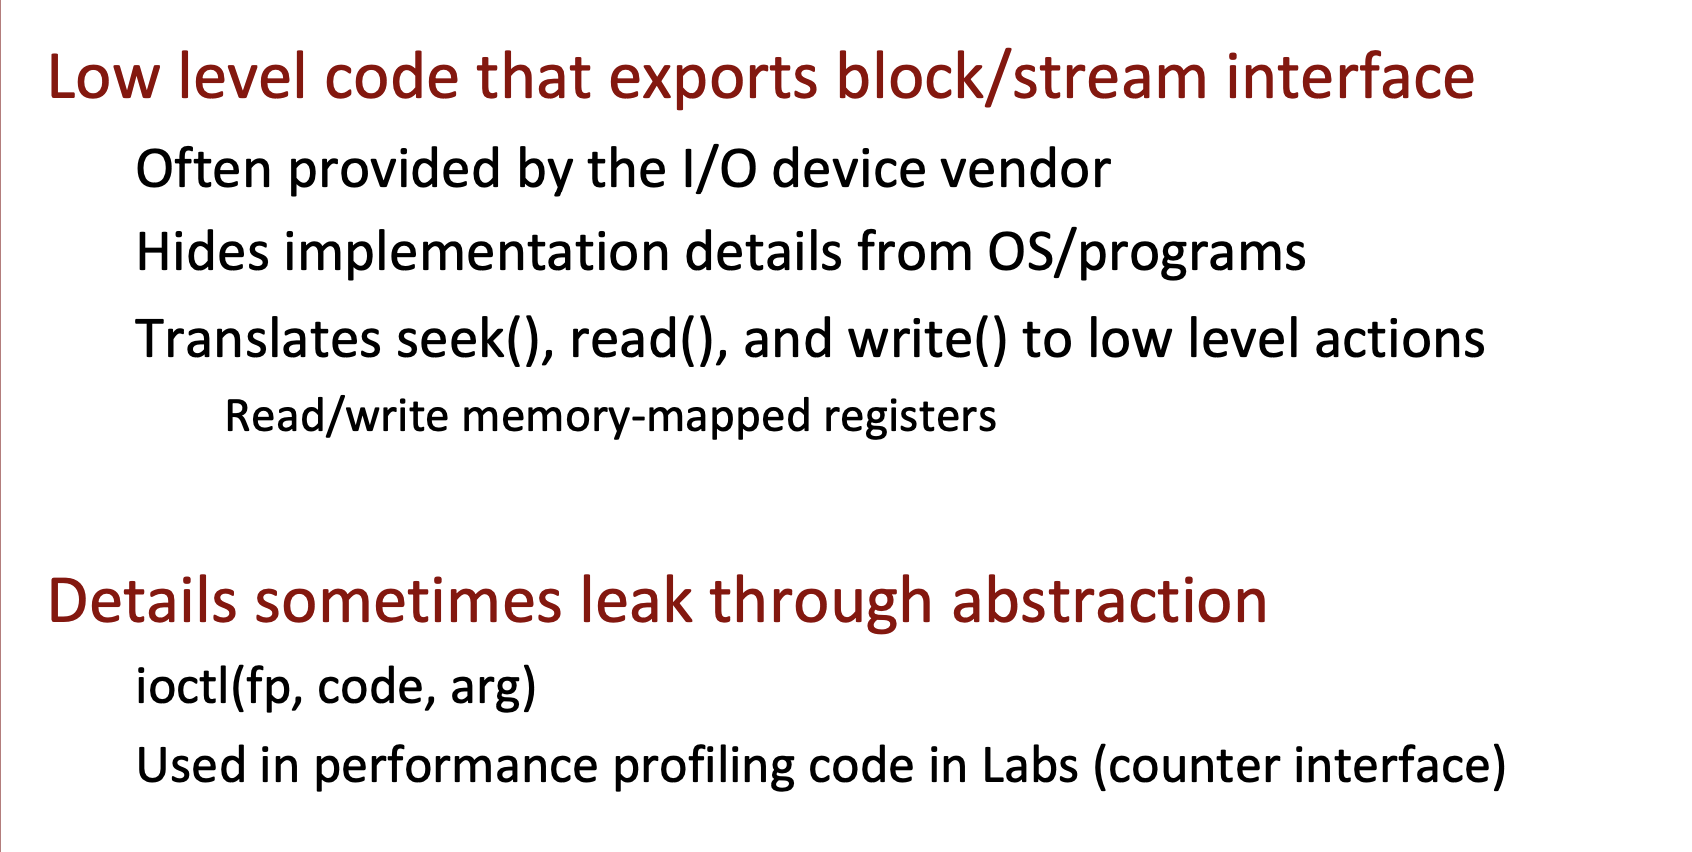 Low level code that exports block/stream interface
Often provided by the I/O device vendor
Hides implementation details from OS/programs
Translates seek(), read(), and write() to low level actions
Read/write memory-mapped registers
Details sometimes leak through abstraction
ioctl(fp, code, arg)
Used in performance profiling code in Labs (counter interface)